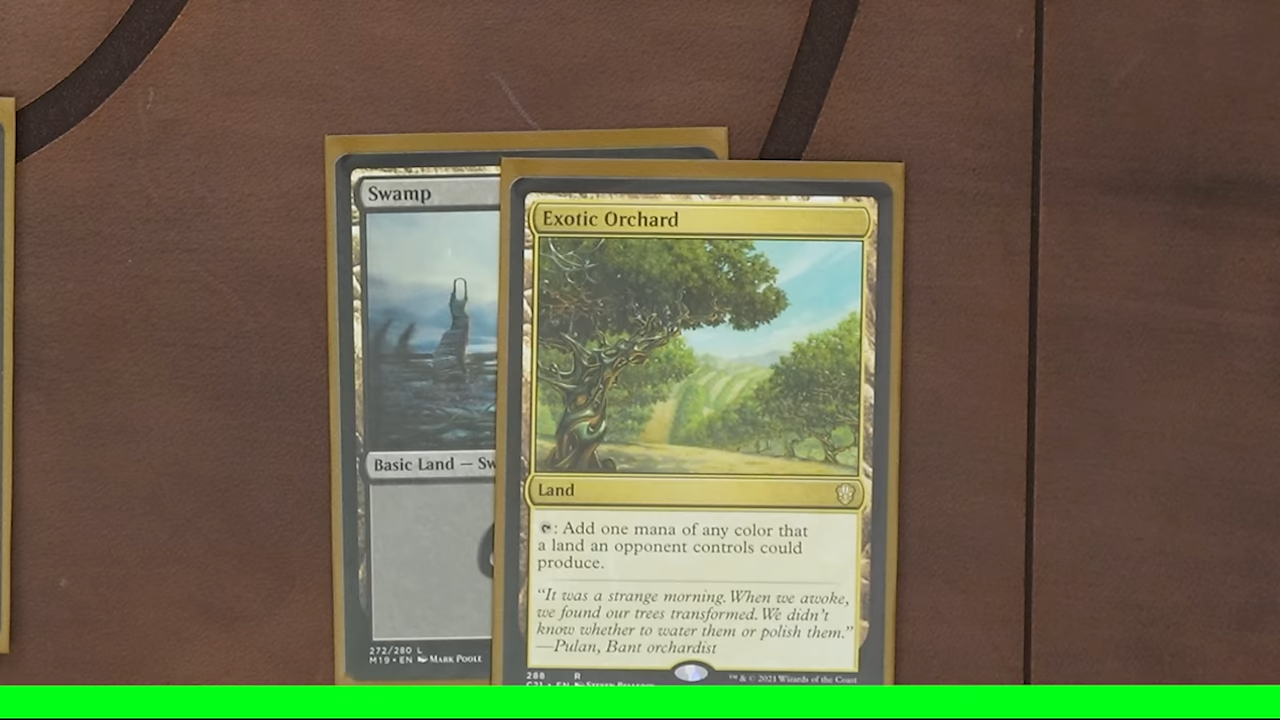 Swamp
Basic Land — Sw
272/280 L
M19 • EN MARK POOLE
Exotic Orchard
Land
: Add one mana of any color that
a land an opponent controls could
produce.
"It was a strange morning. When we awoke,
we found our trees transformed. We didn't
know whether to water them or polish them."
—Pulan, Bant orchardist
288 R
™ & © 2021 Wizards of the Coast